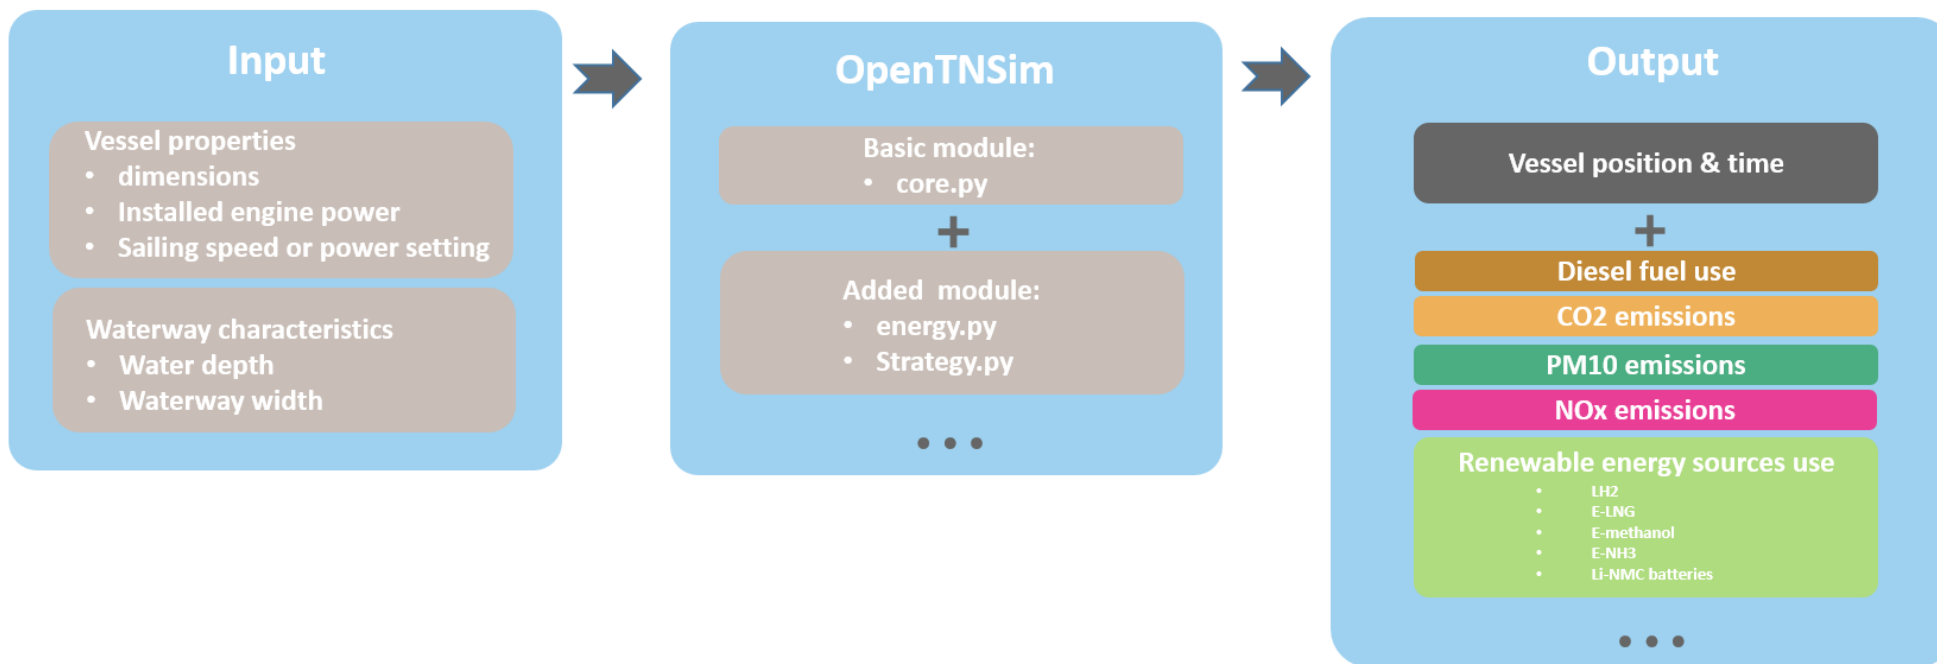 Input
Vessel properties
• dimensions
• Installed engine power
• Sailing speed or power setting
Waterway characteristics
• Water depth
• Waterway width
OpenTNSim
Basic module:
• core.py
+
Added module:
• energy.py
• Strategy.py
...
Output
Vessel position & time
+
Diesel fuel use
CO2 emissions
PM10 emissions
NOx emissions
Renewable energy sources use
• LH2
• E-LNG
• E-methanol
• E-NH3
• Li-NMC batteries
...